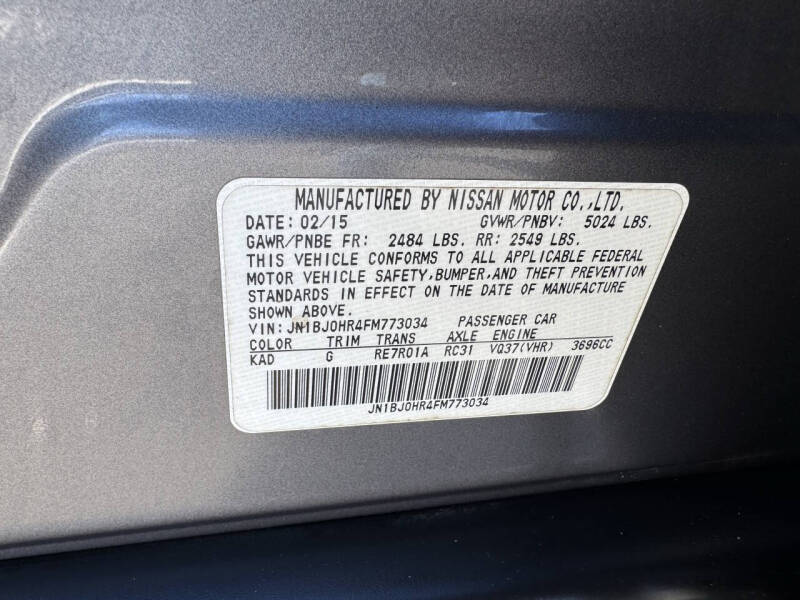 MANUFACTURED BY NISSAN MOTOR CO.,LTD.
DATE: 02/15 GVWR/PNBV: 5024 LBS.
GAWR/PNBE FR: 2484 LBS. RR: 2549 LBS.
THIS VEHICLE CONFORMS TO ALL APPLICABLE FEDERAL
MOTOR VEHICLE SAFETY,BUMPER,AND THEFT PREVENTION
STANDARDS IN EFFECT ON THE DATE OF MANUFACTURE
SHOWN ABOVE.
VIN:JN1BJ0HR4FM773034 PASSENGER CAR
COLOR TRIM TRANS AXLE ENGINE
KAD G RE7R01A RC31 VQ37(VHR) 3696CC
JN1BJ0HR4FM773034